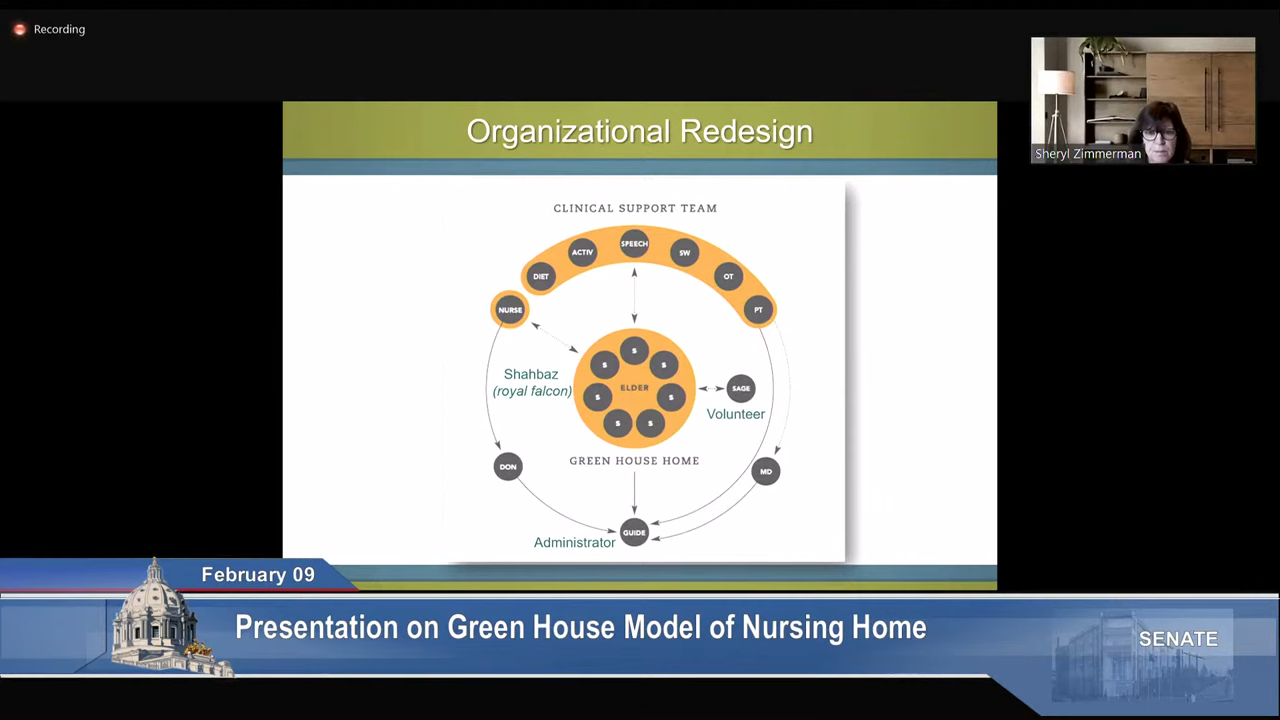 Recording
Sheryl Zimmerman
Organizational Redesign
CLINICAL SUPPORT TEAM
SPEECH
ACTIV
SW
DIET
OT
NURSE
PT
S
S
S
Shahbaz
(royal falcon)
ELDER
SAGE
S
S
Volunteer
S
S
GREEN HOUSE HOME
DON
MD
GUIDE
Administrator
February 09
Presentation on Green House Model of Nursing Home
SENATE